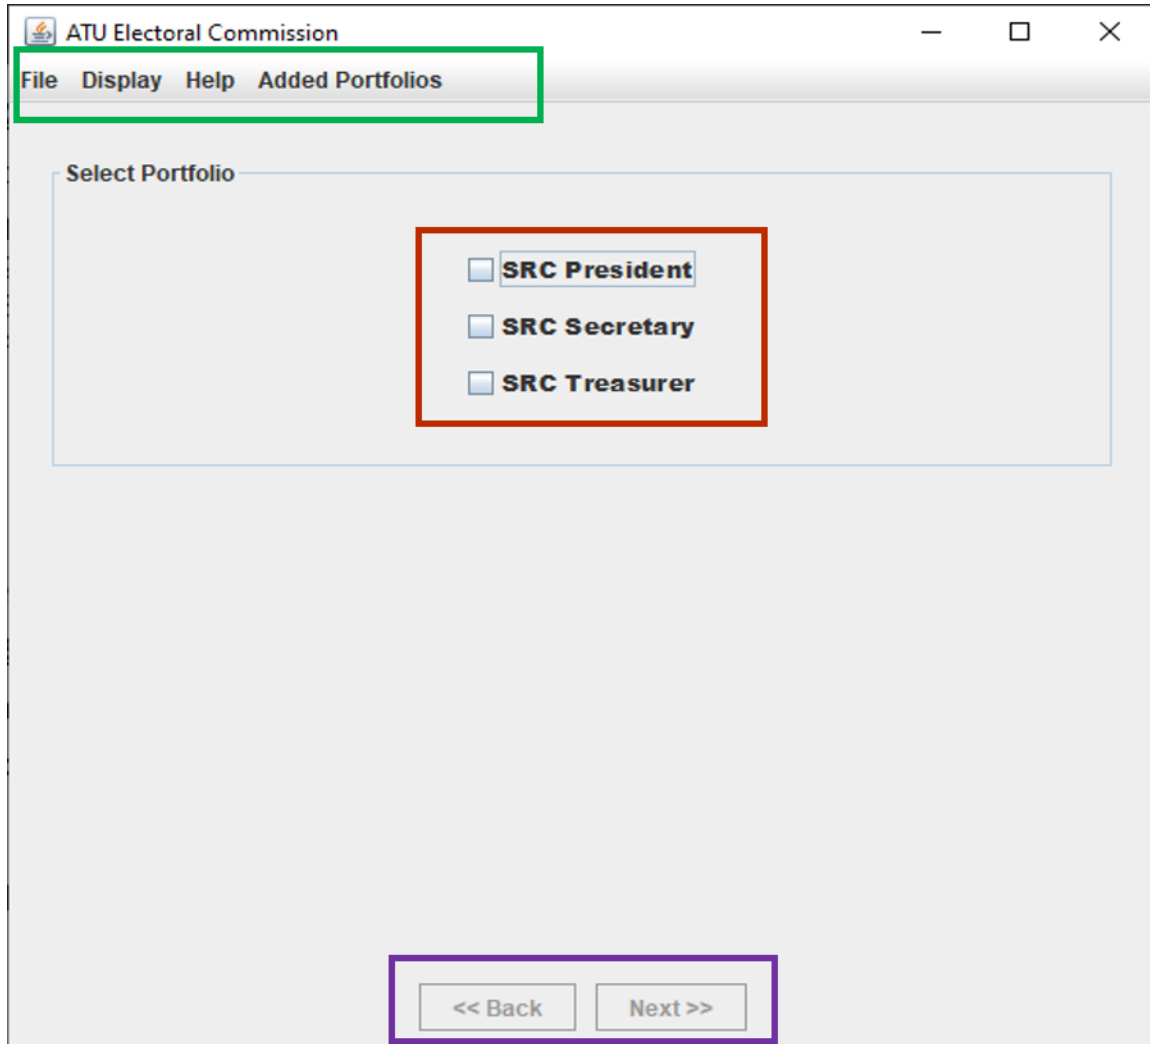 ATU Electoral Commission
File Display Help Added Portfolios
Select Portfolio
SRC President
SRC Secretary
SRC Treasurer
<< Back Next >>